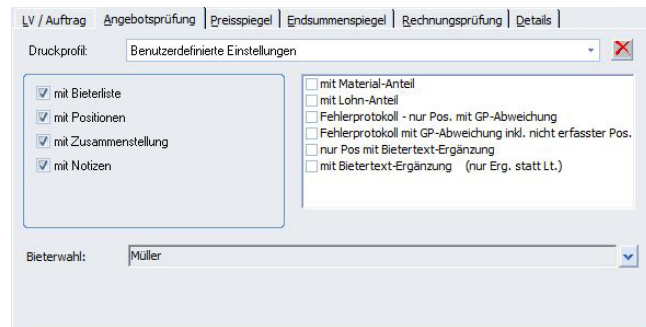 LV / Auftrag Angebotsprüfung Preisspiegel Endsummenspiegel Rechnungsprüfung Details
Druckprofil: Benutzerdefinierte Einstellungen
mit Bieterliste
mit Positionen
mit Zusammenstellung
mit Notizen
mit Material-Anteil
mit Lohn-Anteil
Fehlerprotokoll - nur Pos. mit GP-Abweichung
Fehlerprotokoll mit GP-Abweichung inkl. nicht erfasster Pos.
nur Pos mit Bietertext-Ergänzung
mit Bietertext-Ergänzung (nur Erg. statt Lt.)
Bieterwahl: Müller